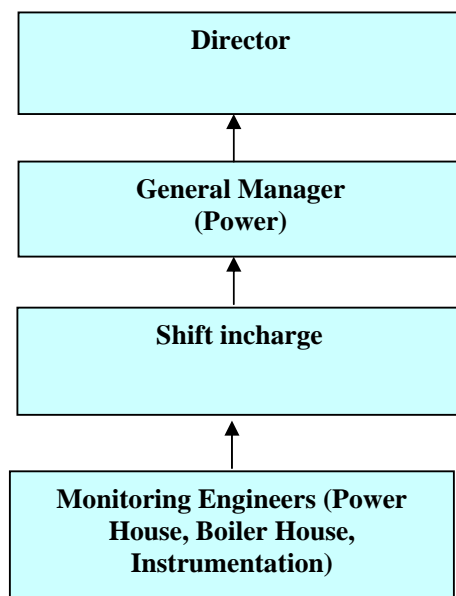 Director
General Manager
(Power)
Shift incharge
Monitoring Engineers (Power
House, Boiler House,
Instrumentation)